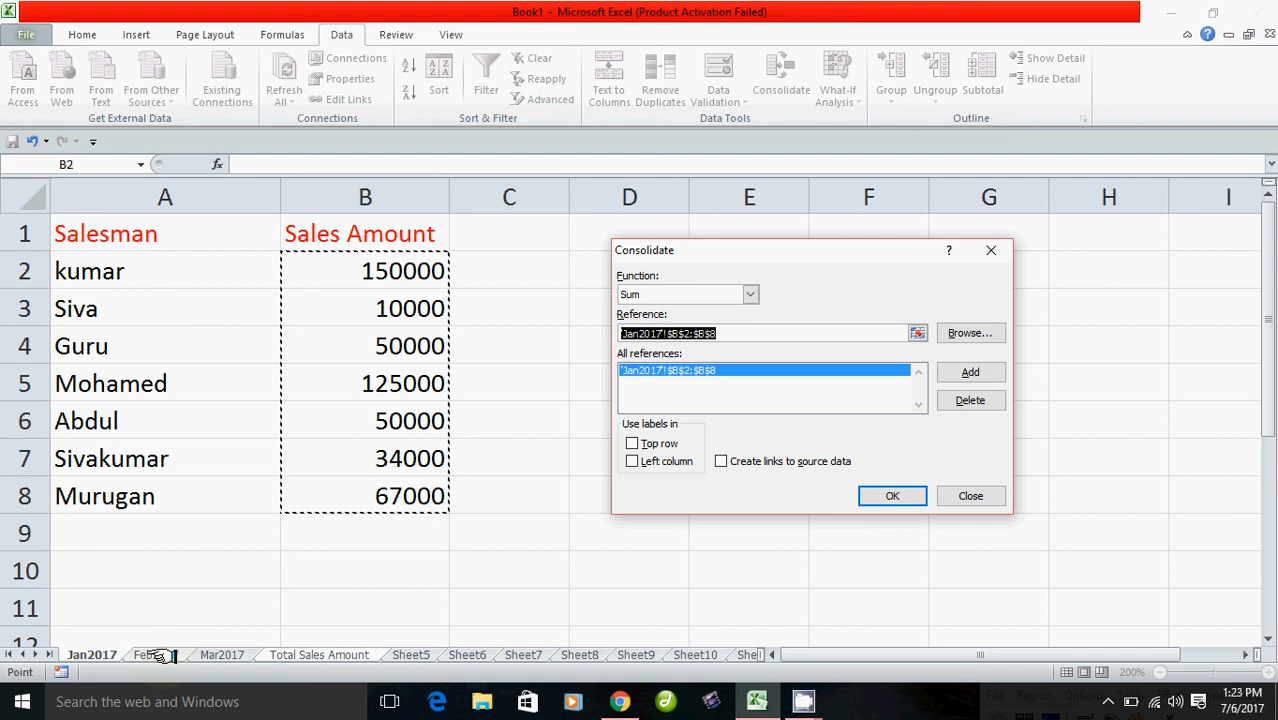 Book1 - Microsoft Excel (Product Activation Failed)
File Home Insert Page Layout Formulas Data Review View
From Access
From Web
From Text
From Other Sources
Existing Connections
Refresh All
Connections
Properties
Edit Links
Sort
Filter
Clear
Reapply
Advanced
Text to Columns
Remove Duplicates
Data Validation
Consolidate
What-If Analysis
Group
Ungroup
Subtotal
Show Detail
Hide Detail
Get External Data Connections Sort & Filter Data Tools Outline
B2 fx
A B C D E F G H I
1 Salesman Sales Amount
2 kumar 150000
3 Siva 10000
4 Guru 50000
5 Mohamed 125000
6 Abdul 50000
7 Sivakumar 34000
8 Murugan 67000
9
10
11
12
Consolidate ?
Function:
Sum
Reference:
'Jan2017'!$B$2:$B$8 Browse...
All references:
'Jan2017'!$B$2:$B$8 Add
Delete
Use labels in
Top row
Left column Create links to source data
OK Close
Jan2017 Mar2017 Total Sales Amount Sheet5 Sheet6 Sheet7 Sheet8 Sheet9 Sheet10 She
Point 200%
Search the web and Windows
1:23 PM
7/6/2017